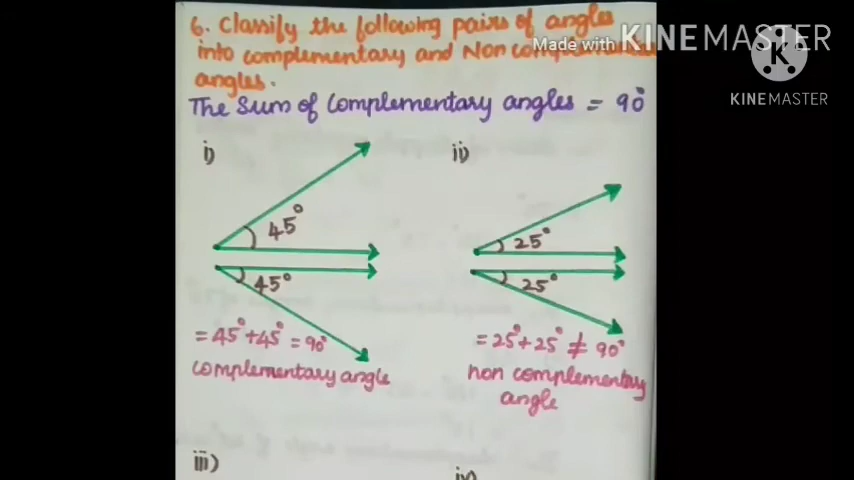 6. Classify the following pairs of angles
into complementary and Non complementary
angles.
The Sum of Complementary angles = 90°
Made with KINEMASTER
K
KINEMASTER
i)
ii)
45°
45°
25°
25°
= 45°+45° = 90°
complementary angle
= 25°+25° ≠ 90°
non complementary
angle
iii)
iv)